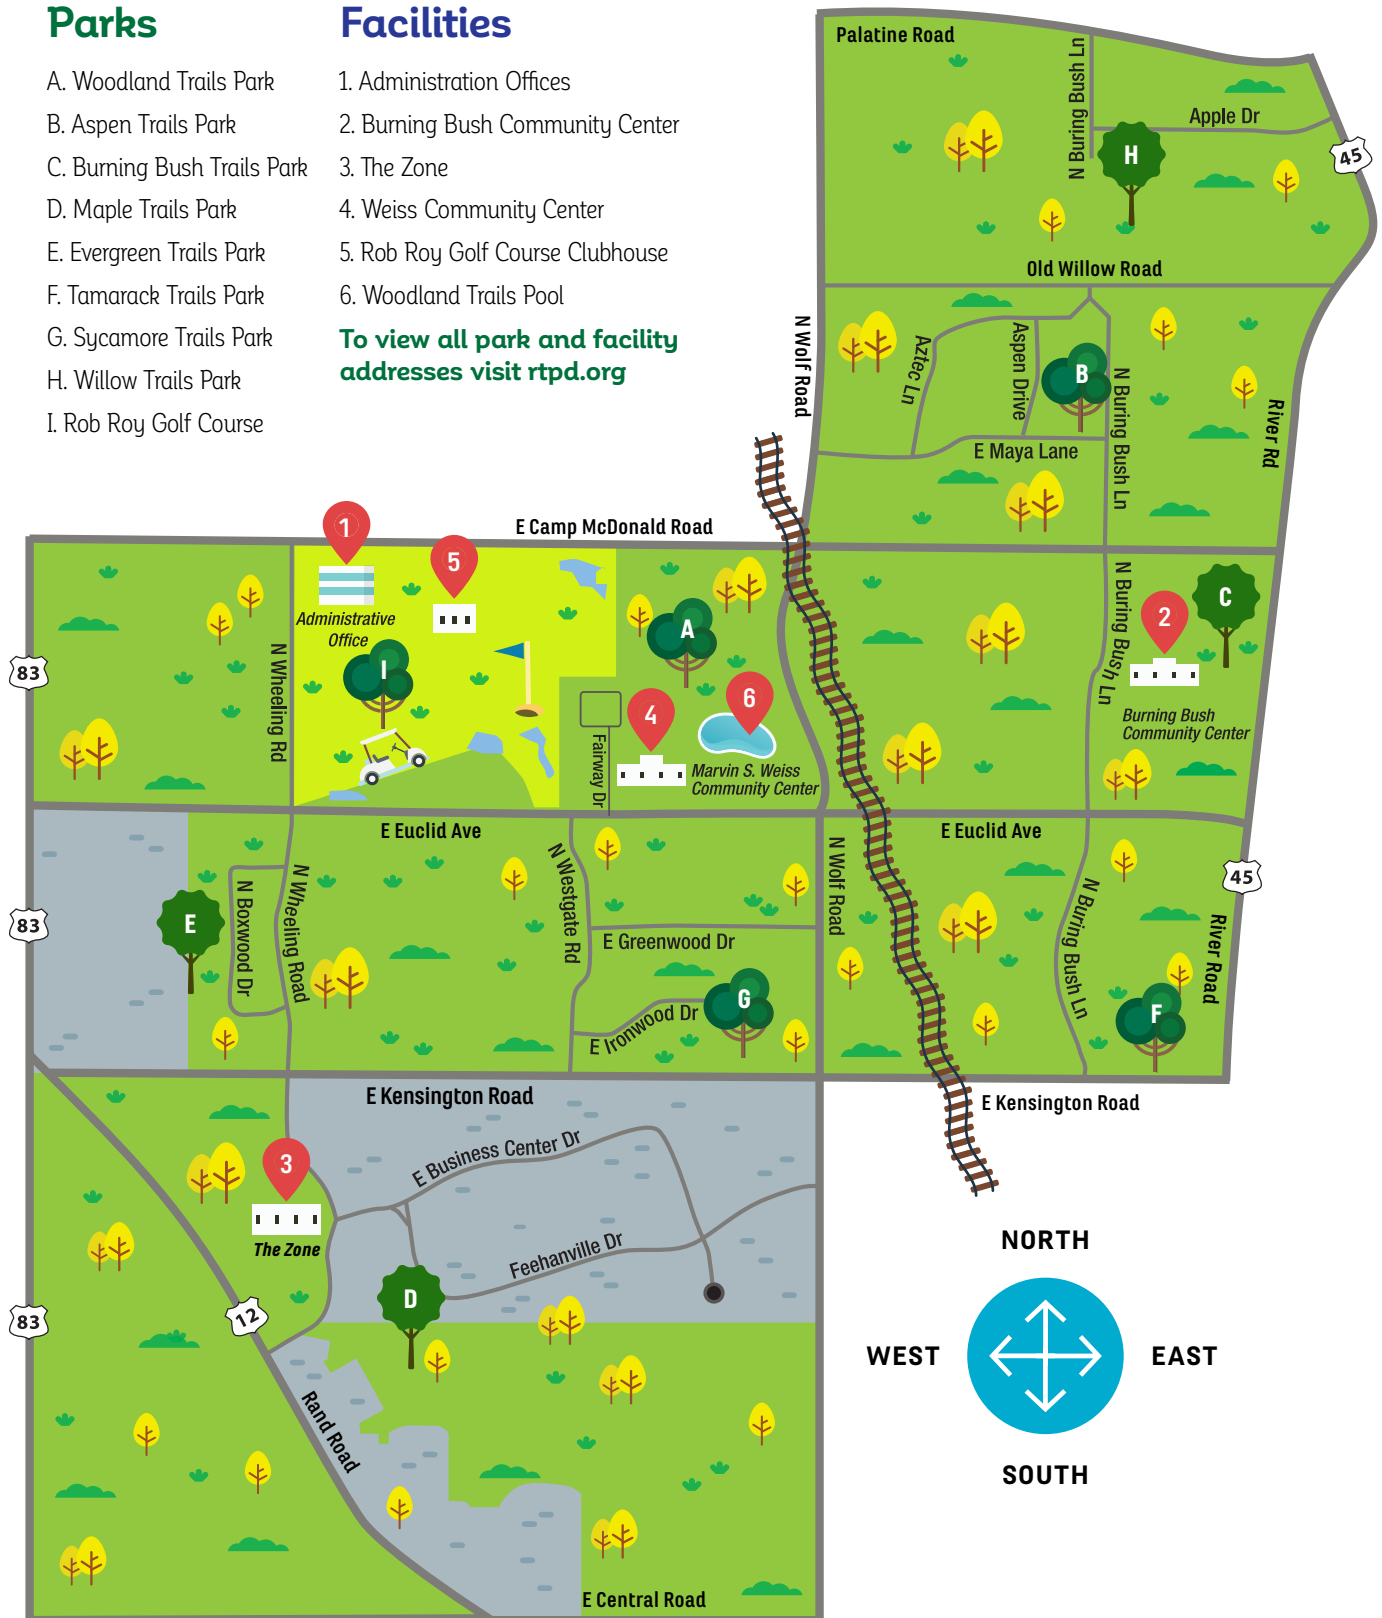 Parks
A. Woodland Trails Park
B. Aspen Trails Park
C. Burning Bush Trails Park
D. Maple Trails Park
E. Evergreen Trails Park
F. Tamarack Trails Park
G. Sycamore Trails Park
H. Willow Trails Park
I. Rob Roy Golf Course
Facilities
1. Administration Offices
2. Burning Bush Community Center
3. The Zone
4. Weiss Community Center
5. Rob Roy Golf Course Clubhouse
6. Woodland Trails Pool
To view all park and facility
addresses visit rtpd.org
Palatine Road
N Buring Bush Ln
Apple Dr
H
45
Old Willow Road
N Wolf Road
Aztec Ln
Aspen Drive
B
N Buring Bush Ln
River Rd
E Maya Lane
E Camp McDonald Road
1
5
Administrative
Office
I
N Wheeling Rd
83
A
4
6
Fairway Dr
Marvin S. Weiss
Community Center
N Buring Bush Ln
2
C
Burning Bush
Community Center
E Euclid Ave
E Euclid Ave
83
E
N Boxwood Dr
N Wheeling Road
N Westgate Rd
E Greenwood Dr
E Ironwood Dr
G
N Wolf Road
N Buring Bush Ln
45
River Road
F
E Kensington Road
E Kensington Road
3
The Zone
E Business Center Dr
Feehanville Dr
D
83
12
Rand Road
E Central Road
NORTH
WEST
EAST
SOUTH